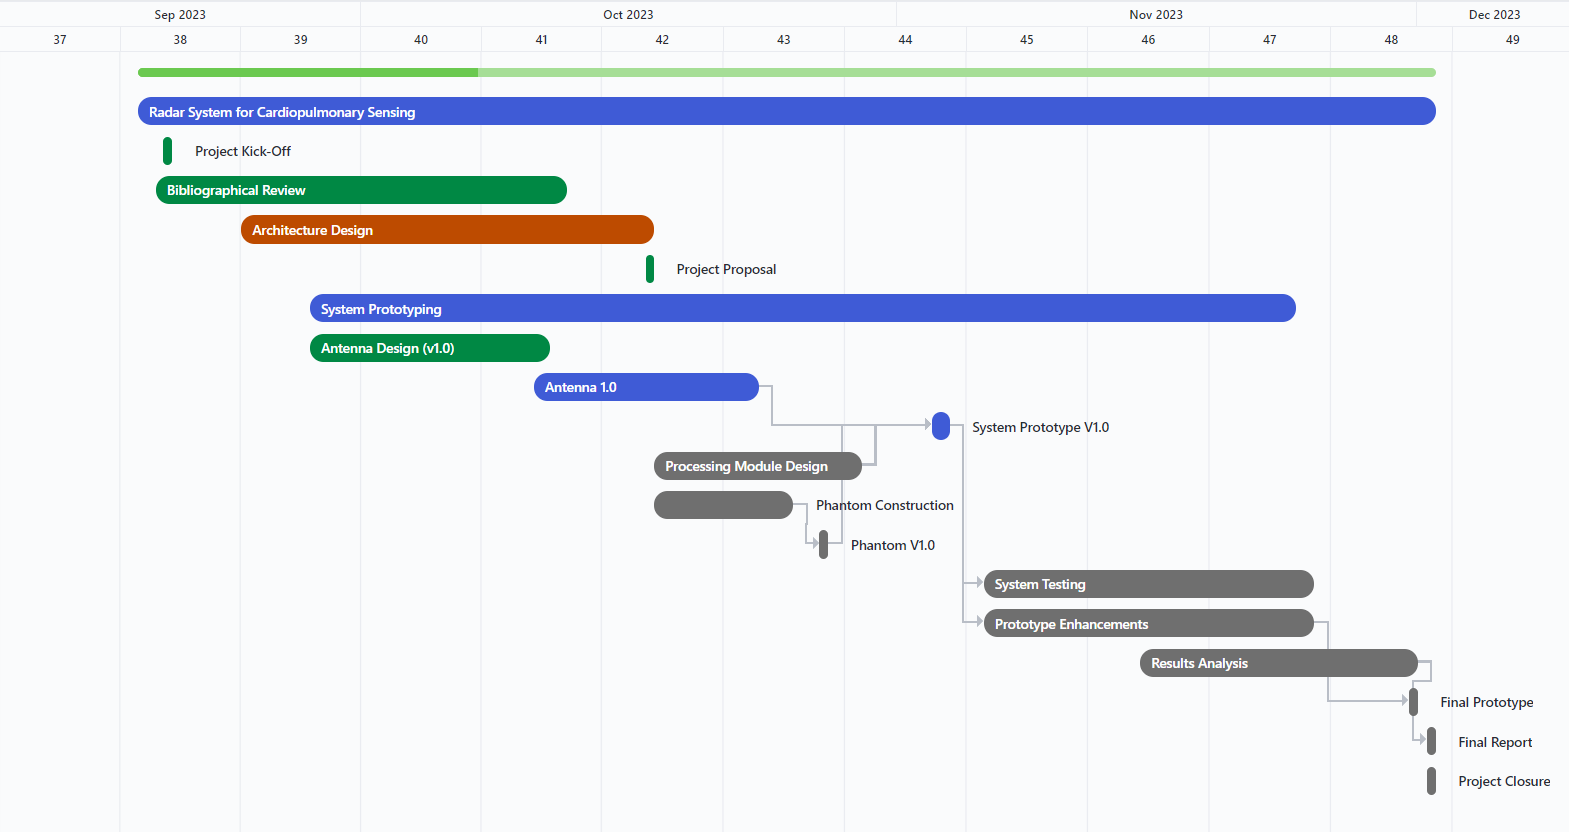 Sep 2023 Oct 2023 Nov 2023 Dec 2023
37 38 39 40 41 42 43 44 45 46 47 48 49
Radar System for Cardiopulmonary Sensing
Project Kick-Off
Bibliographical Review
Architecture Design
Project Proposal
System Prototyping
Antenna Design (v1.0)
Antenna 1.0
System Prototype V1.0
Processing Module Design
Phantom Construction
Phantom V1.0
System Testing
Prototype Enhancements
Results Analysis
Final Prototype
Final Report
Project Closure